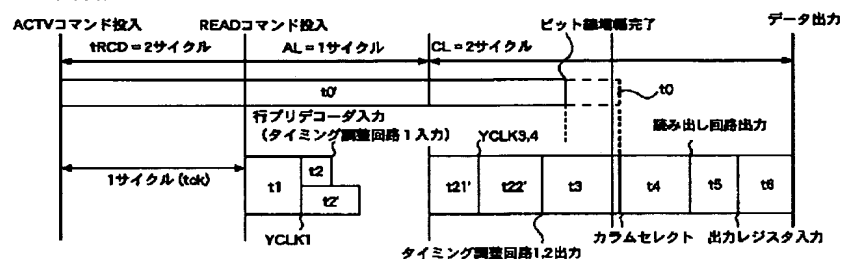 ACTVコマンド投入 READコマンド投入 ビット線増幅完了 データ出力
tRCD=2サイクル AL=1サイクル CL=2サイクル
t0' t0
行プリデコーダ入力
(タイミング調整回路1入力) YCLK3,4 読み出し回路出力
1サイクル(tck) t1 t2 t21' t22' t3 t4 t5 t6
t2'
YCLK1 カラムセレクト 出力レジスタ入力
タイミング調整回路1,2出力